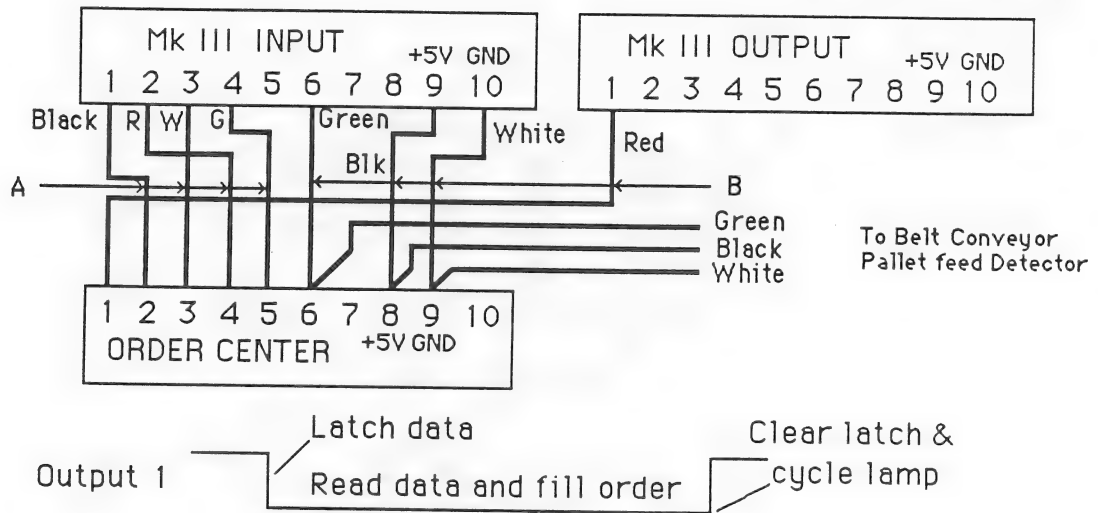 Mk III INPUT
+5V GND
1 2 3 4 5 6 7 8 9 10
Mk III OUTPUT
+5V GND
1 2 3 4 5 6 7 8 9 10
Black R W G Green White
Red
Blk
A
B
Green
Black
White
To Belt Conveyor
Pallet feed Detector
1 2 3 4 5 6 7 8 9 10
+5V GND
ORDER CENTER
Latch data
Clear latch &
cycle lamp
Output 1
Read data and fill order